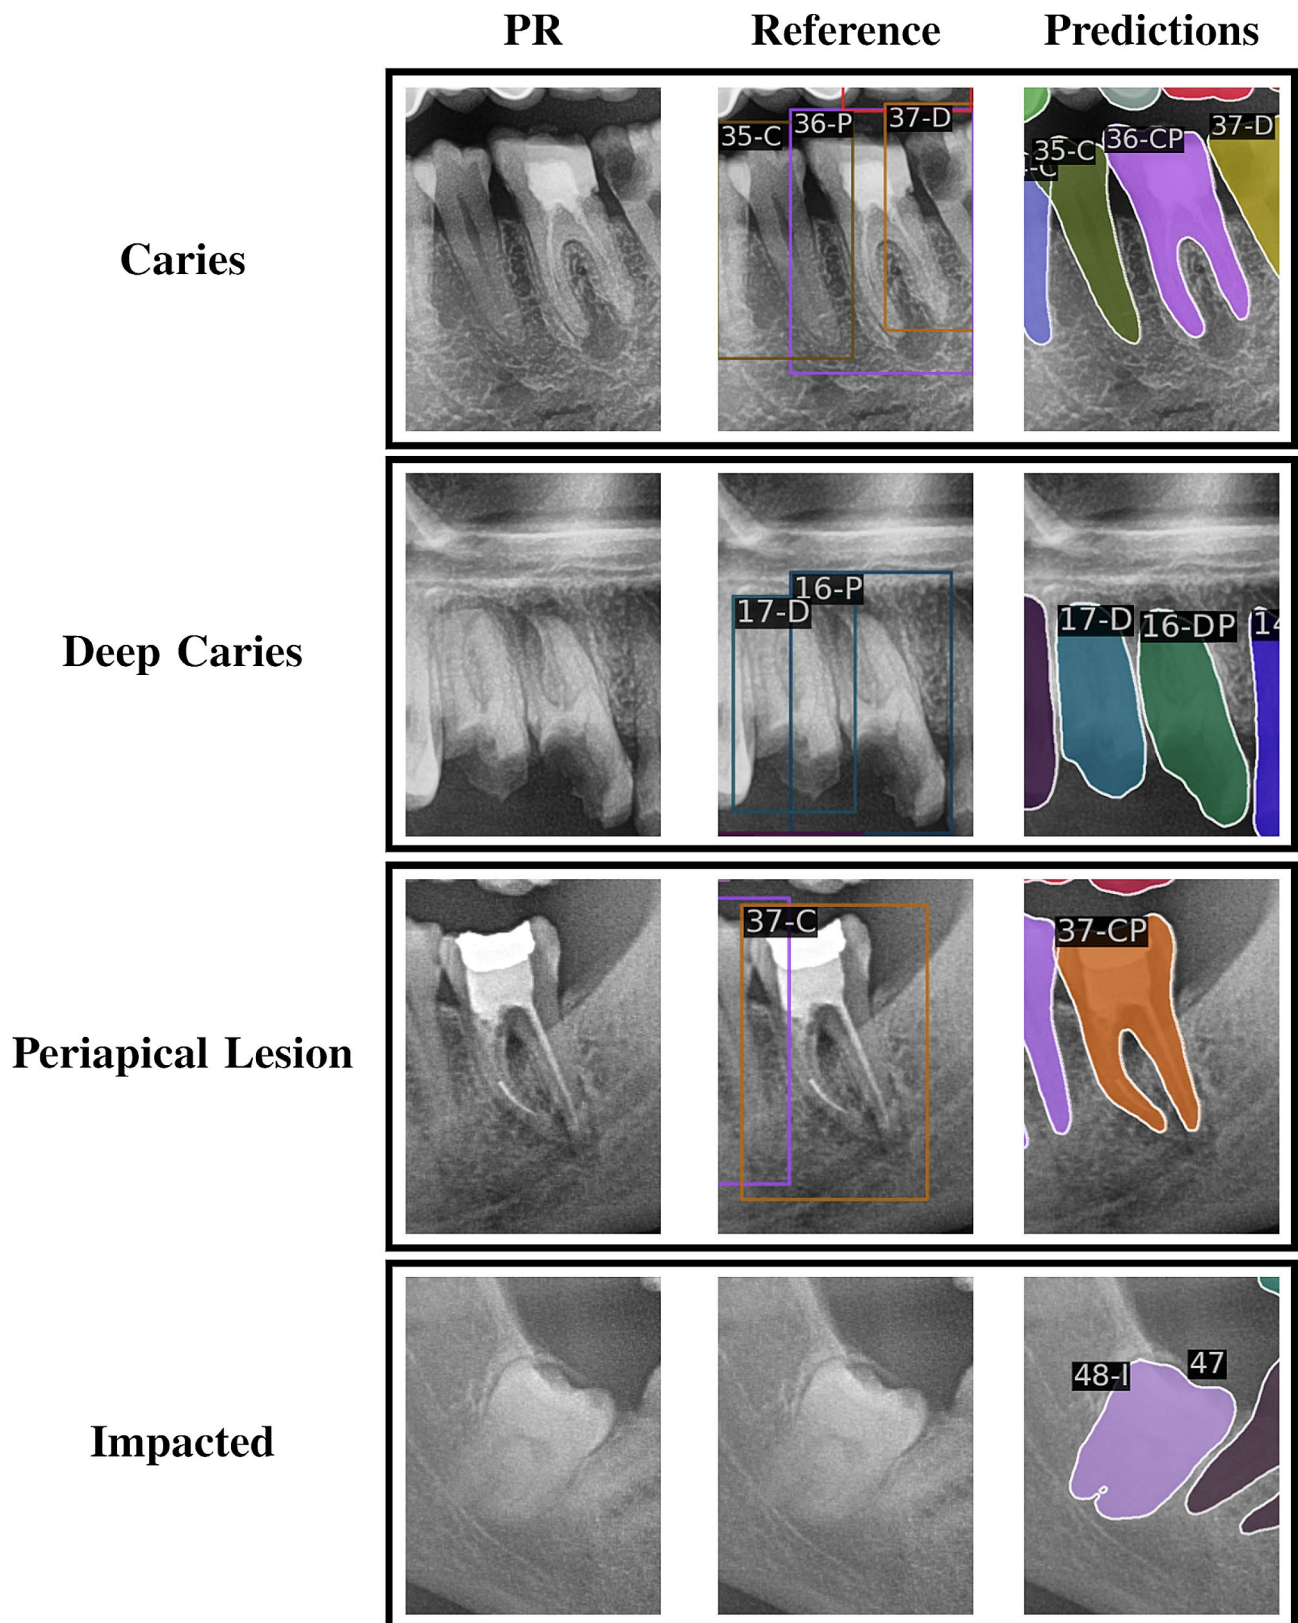 PR Reference Predictions
Caries
35-C 36-P 37-D
35-C 36-CP 37-D
-C
Deep Caries
17-D 16-P
17-D 16-DP 14
Periapical Lesion
37-C
37-CP
Impacted
48-I 47